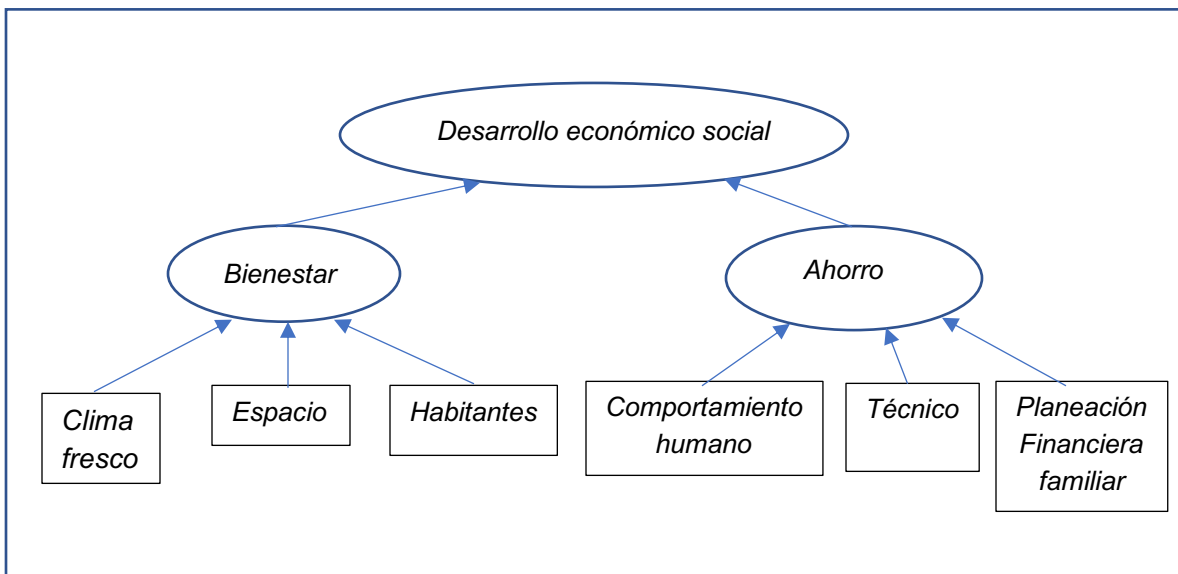 Desarrollo económico social
Bienestar
Ahorro
Clima
fresco
Espacio
Habitantes
Comportamiento
humano
Técnico
Planeación
Financiera
familiar